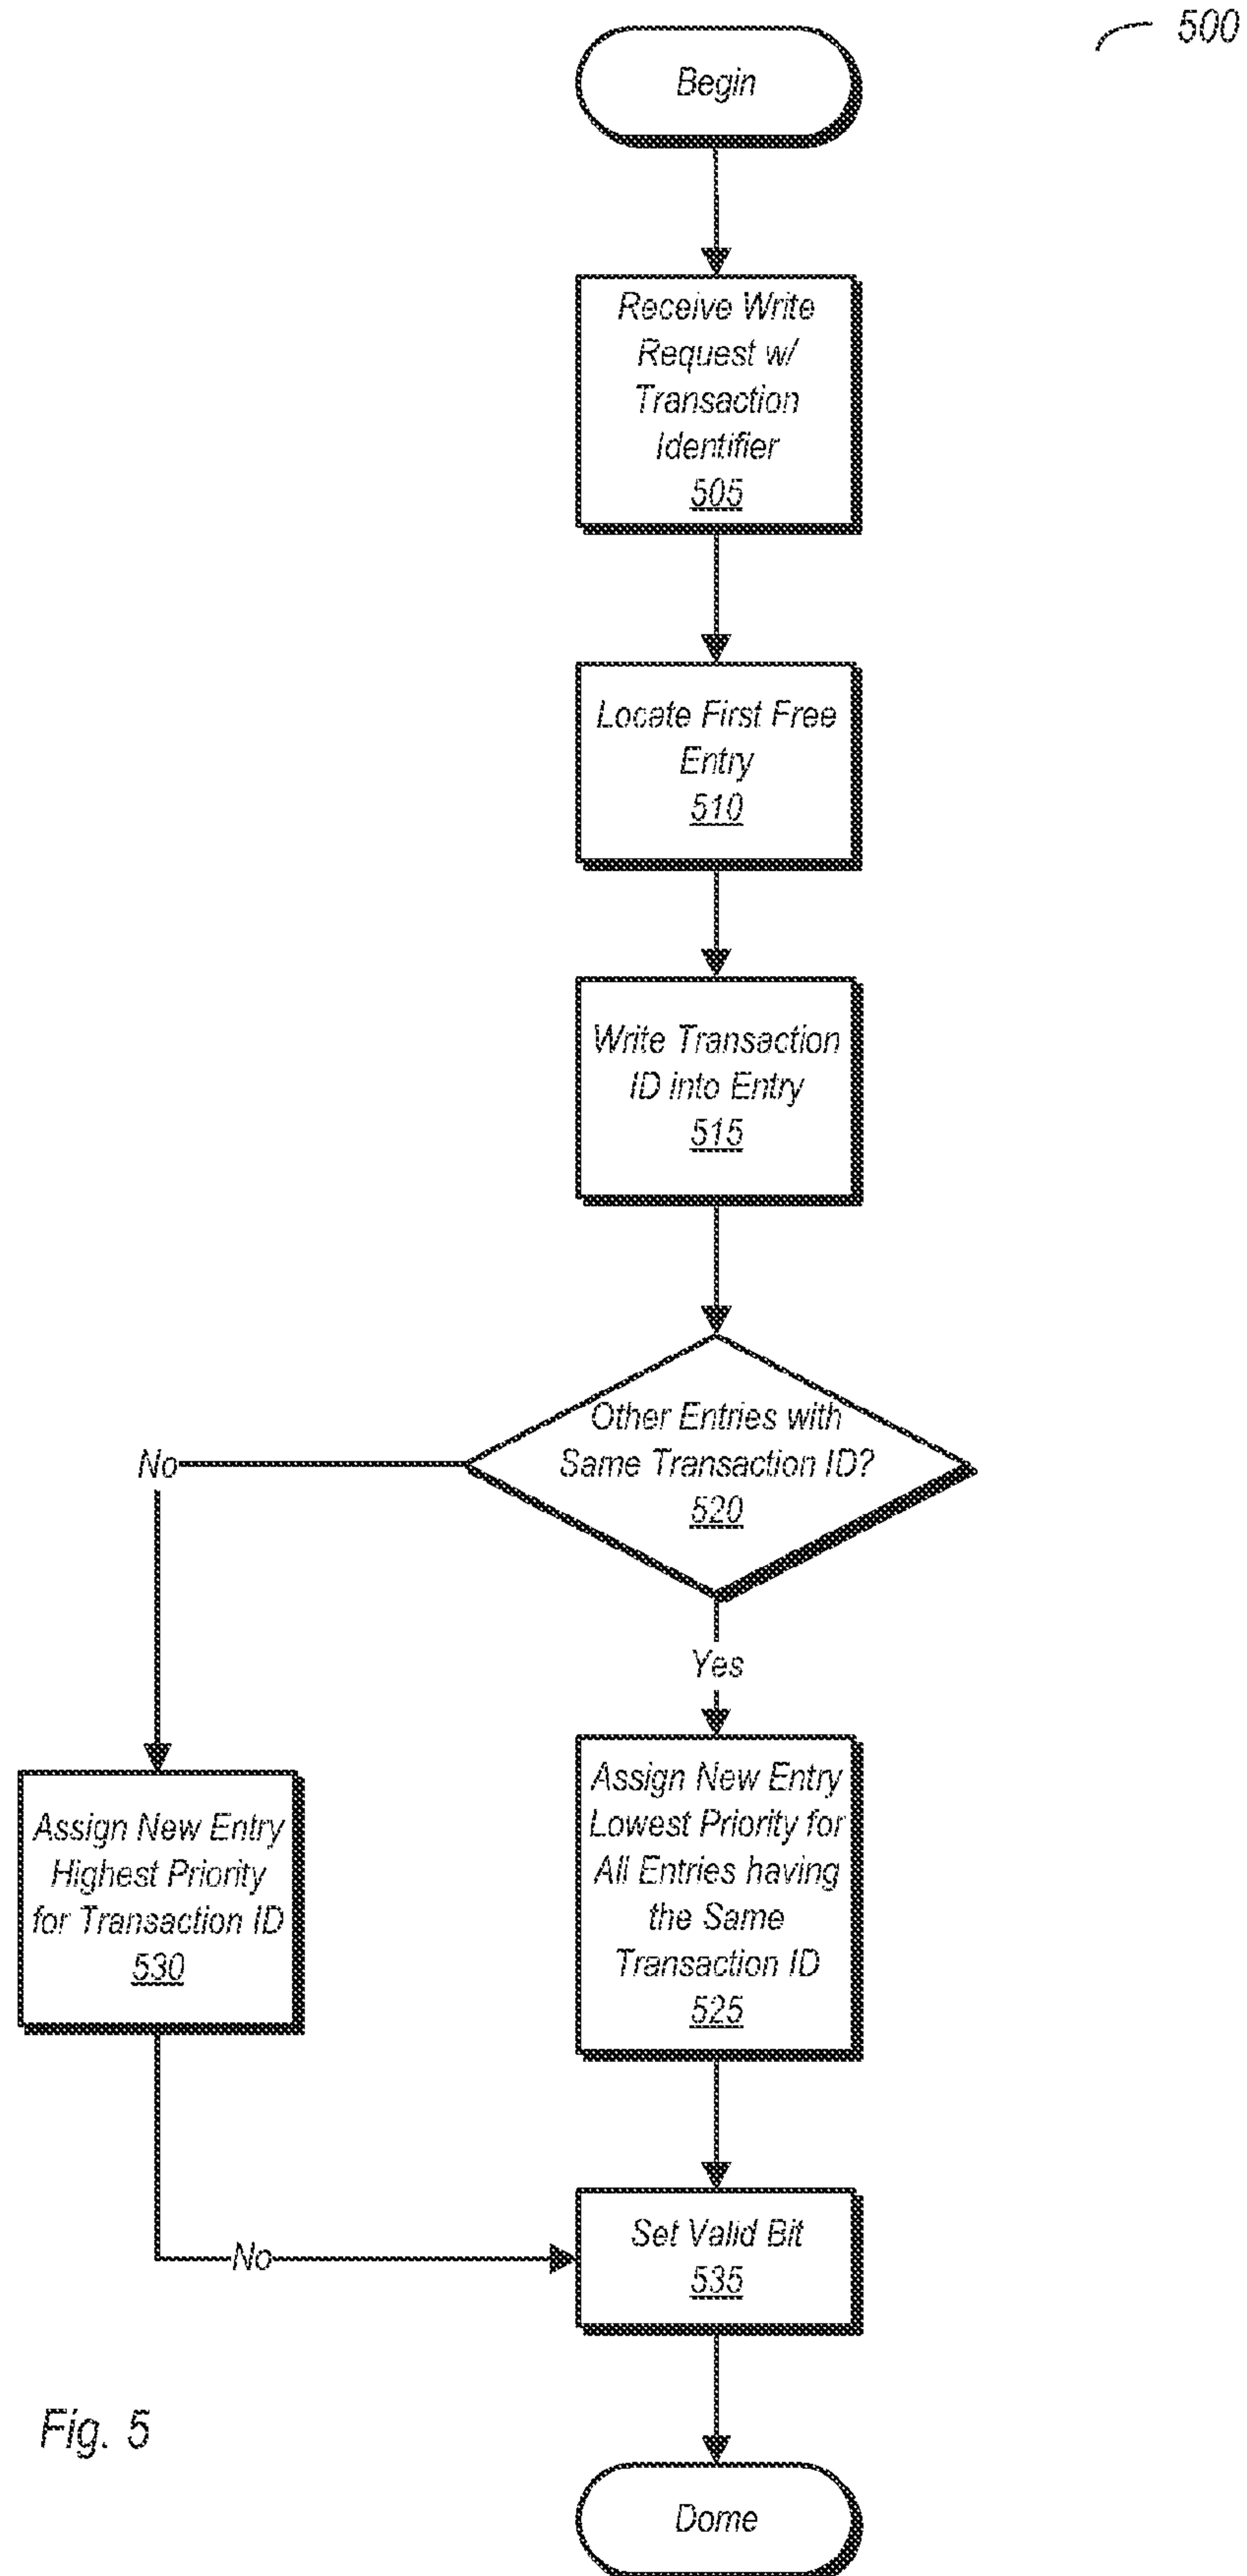 500
Begin
Receive Write
Request w/
Transaction
Identifier
505
Locate First Free
Entry
510
Write Transaction
ID into Entry
515
Other Entries with
Same Transaction ID?
520
No
Yes
Assign New Entry
Highest Priority
for Transaction ID
530
Assign New Entry
Lowest Priority for
All Entries having
the Same
Transaction ID
525
No
Set Valid Bit
535
Fig. 5
Dome